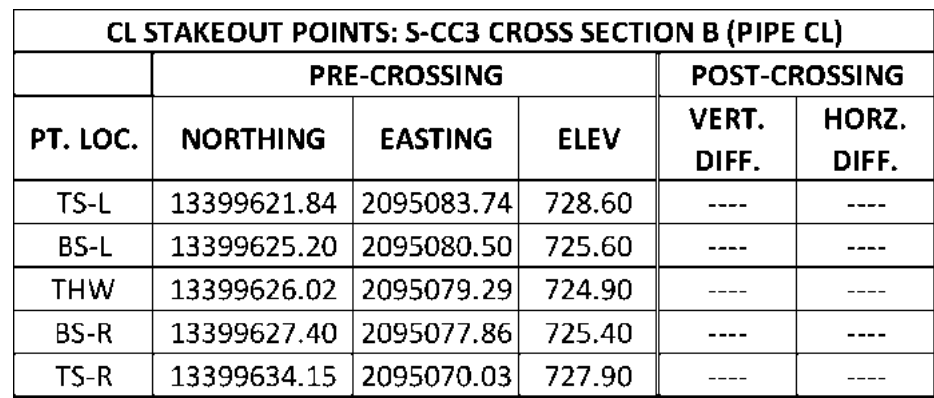 CL STAKEOUT POINTS: S-CC3 CROSS SECTION B (PIPE CL)
PRE-CROSSING POST-CROSSING
PT. LOC. NORTHING EASTING ELEV VERT. DIFF. HORZ. DIFF.
TS-L 13399621.84 2095083.74 728.60 ---- ----
BS-L 13399625.20 2095080.50 725.60 ---- ----
THW 13399626.02 2095079.29 724.90 ---- ----
BS-R 13399627.40 2095077.86 725.40 ---- ----
TS-R 13399634.15 2095070.03 727.90 ---- ----